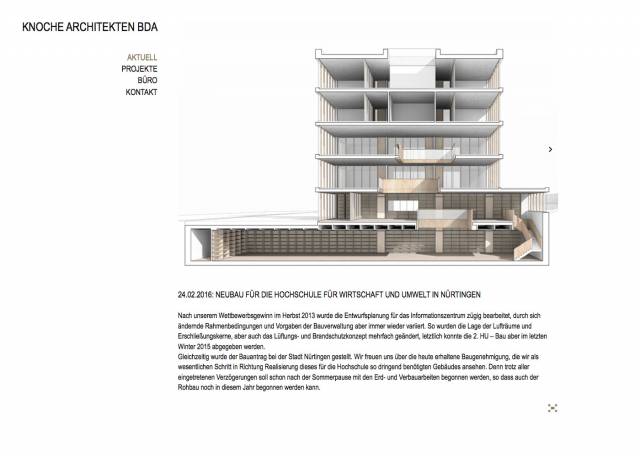 KNOCHE ARCHITEKTEN BDA
AKTUELL
PROJEKTE
BÜRO
KONTAKT
24.02.2016: NEUBAU FÜR DIE HOCHSCHULE FÜR WIRTSCHAFT UND UMWELT IN NÜRTINGEN
Nach unserem Wettbewerbsgewinn im Herbst 2013 wurde die Entwurfsplanung für das Informationszentrum zügig bearbeitet, durch sich
ändernde Rahmenbedingungen und Vorgaben der Bauverwaltung aber immer wieder variiert. So wurden die Lage der Lufträume und
Erschließungskerne, aber auch das Lüftungs- und Brandschutzkonzept mehrfach geändert, letztlich konnte die 2. HU – Bau aber im letzten
Winter 2015 abgegeben werden.
Gleichzeitig wurde der Bauantrag bei der Stadt Nürtingen gestellt. Wir freuen uns über die heute erhaltene Baugenehmigung, die wir als
wesentlichen Schritt in Richtung Realisierung dieses für die Hochschule so dringend benötigten Gebäudes ansehen. Denn trotz aller
eingetretenen Verzögerungen soll schon nach der Sommerpause mit den Erd- und Verbauarbeiten begonnen werden, so dass auch der
Rohbau noch in diesem Jahr begonnen werden kann.